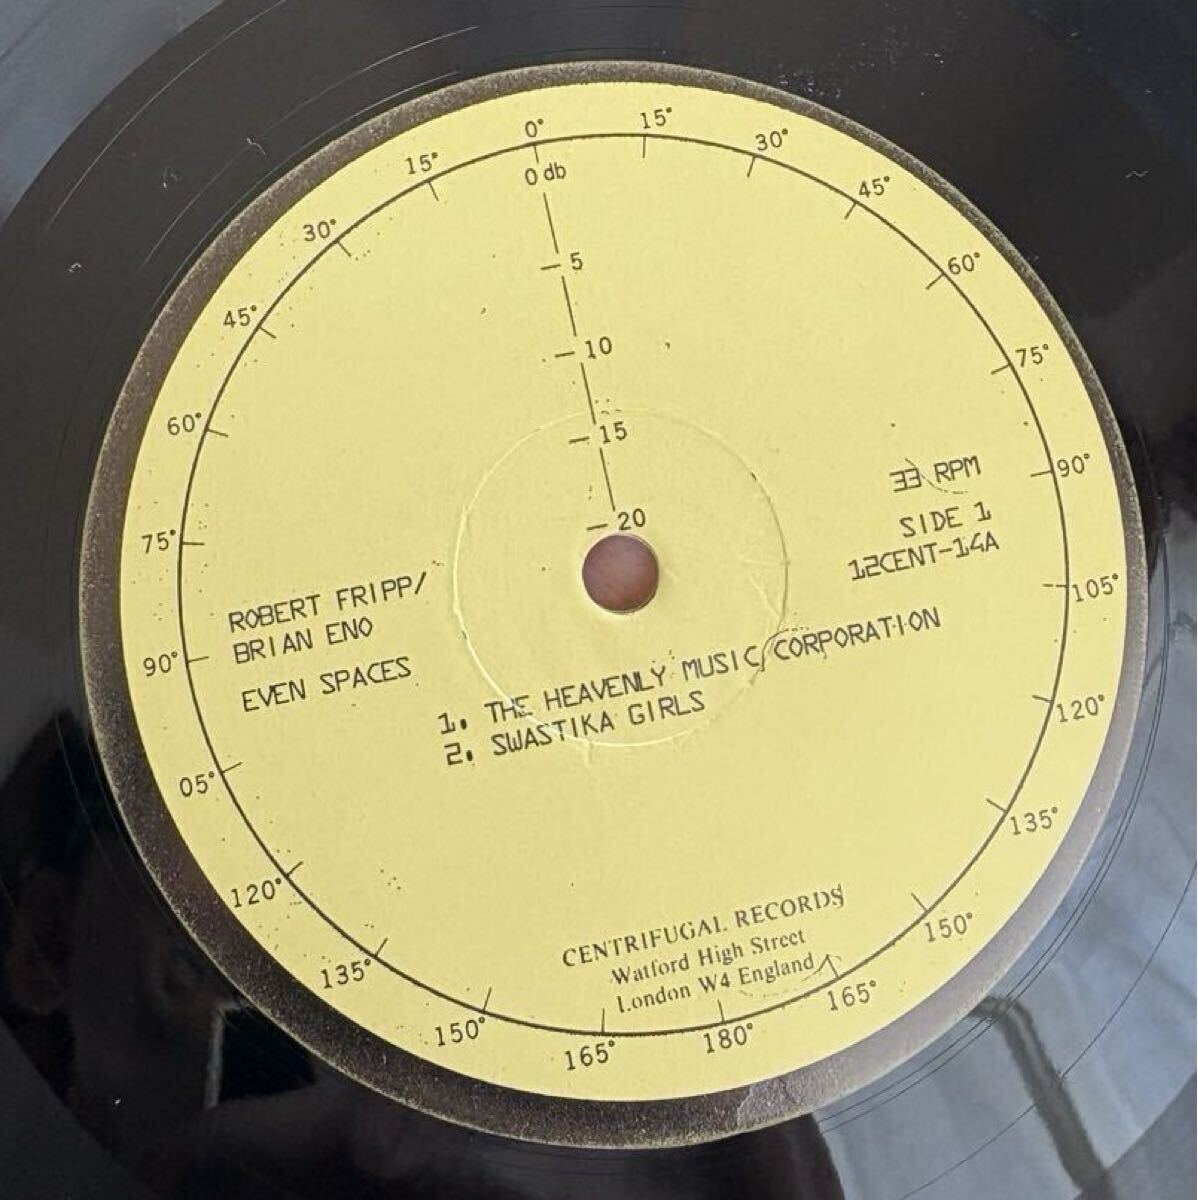 0°
15°
30°
45°
60°
75°
90°
105°
120°
135°
150°
165°
180°
165°
150°
135°
120°
05°
90°
75°
60°
45°
30°
15°
0 db
5
10
15
20
33 RPM
SIDE 1
12CENT-14A
ROBERT FRIPP/
BRIAN ENO
EVEN SPACES
1. THE HEAVENLY MUSIC CORPORATION
2. SWASTIKA GIRLS
CENTRIFUGAL RECORDS
Watford High Street
London W4 England